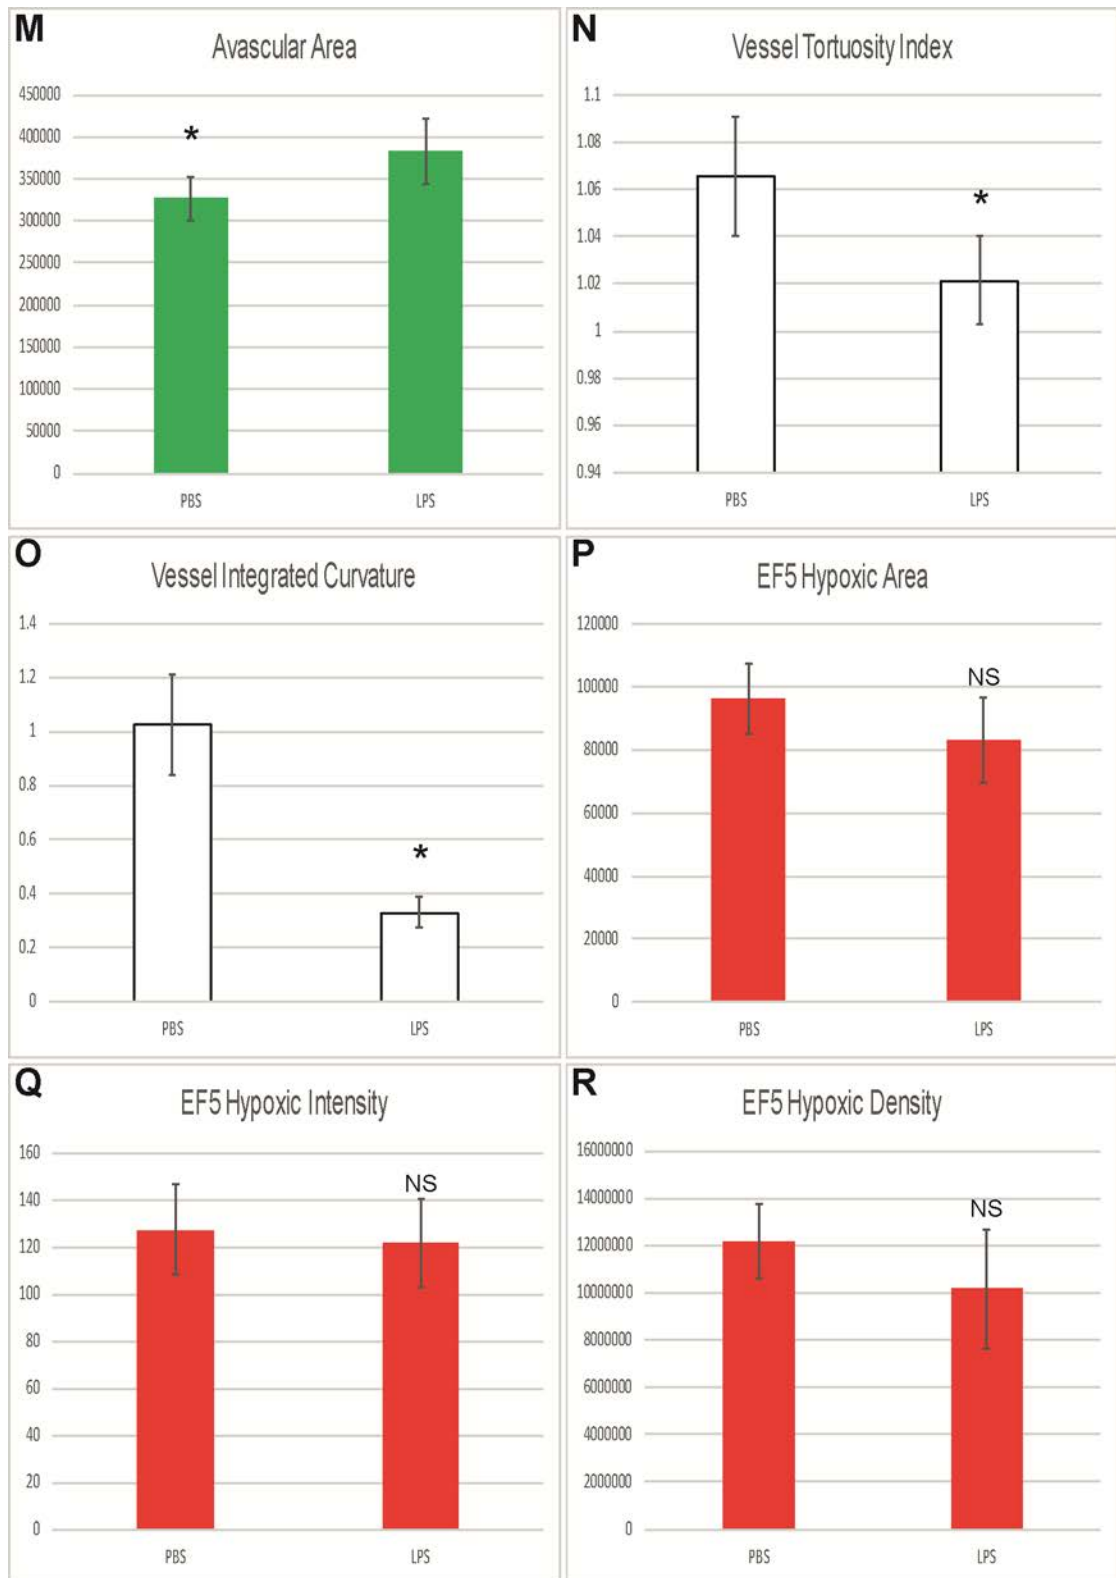 M
Avascular Area
450000
400000
350000
300000
250000
200000
150000
100000
50000
0
*
PBS LPS
N
Vessel Tortuosity Index
1.1
1.08
1.06
1.04
1.02
1
0.98
0.96
0.94
*
PBS LPS
O
Vessel Integrated Curvature
1.4
1.2
1
0.8
0.6
0.4
0.2
0
*
PBS LPS
P
EF5 Hypoxic Area
120000
100000
80000
60000
40000
20000
0
NS
PBS LPS
Q
EF5 Hypoxic Intensity
160
140
120
100
80
60
40
20
0
NS
PBS LPS
R
EF5 Hypoxic Density
16000000
14000000
12000000
10000000
8000000
6000000
4000000
2000000
0
NS
PBS LPS